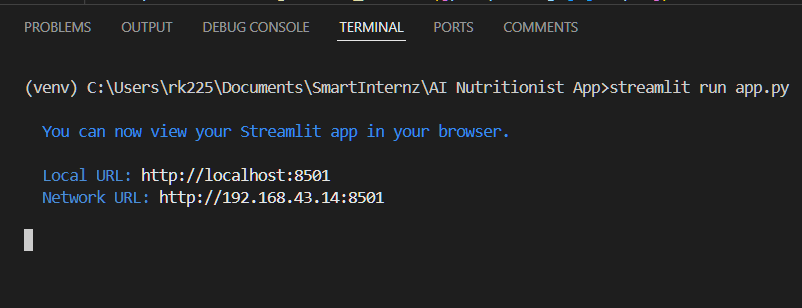 PROBLEMS OUTPUT DEBUG CONSOLE TERMINAL PORTS COMMENTS
(venv) C:\Users\rk225\Documents\SmartInternz\AI Nutritionist App>streamlit run app.py
You can now view your Streamlit app in your browser.
Local URL: http://localhost:8501
Network URL: http://192.168.43.14:8501